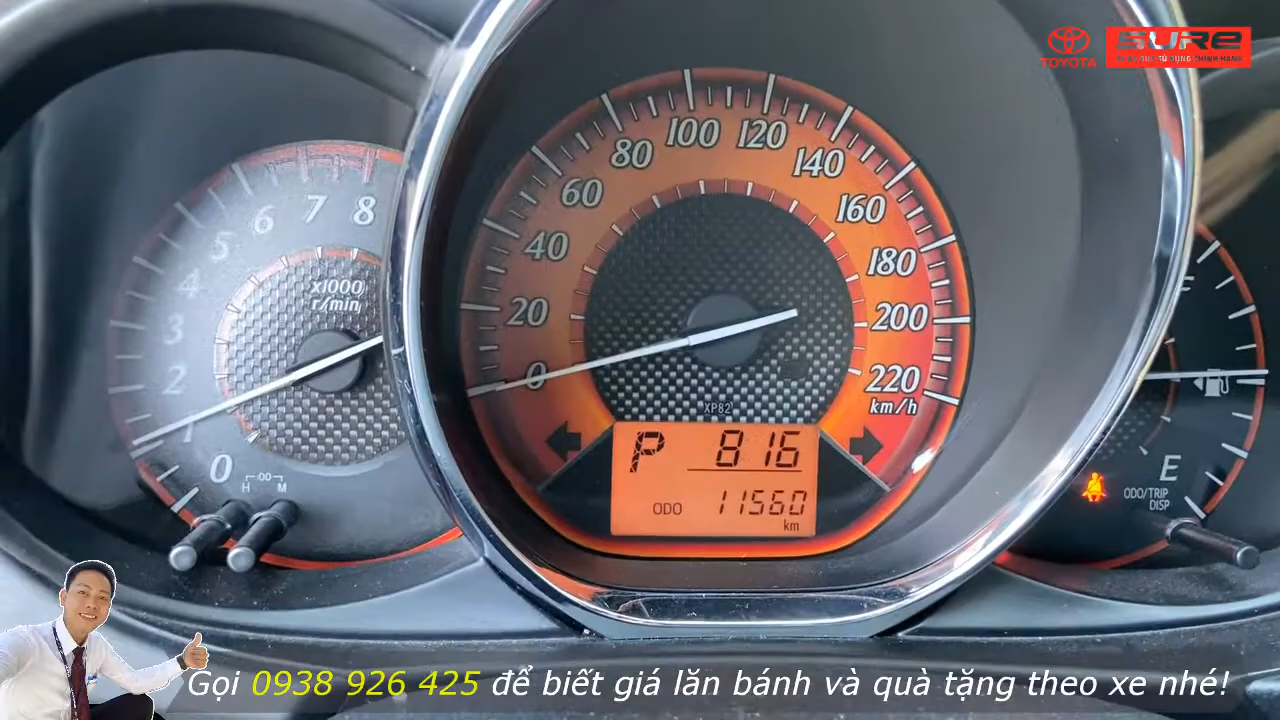 TOYOTA
SURE
0
1
2
3
4
5
6
7
8
x1000
r/min
:00
H M
0
20
40
60
80
100
120
140
160
180
200
220
km/h
XP82
P 816
ODO 11560
km
F
E
ODO/TRIP
DISP
Gọi 0938 926 425 để biết giá lăn bánh và quà tặng theo xe nhé!